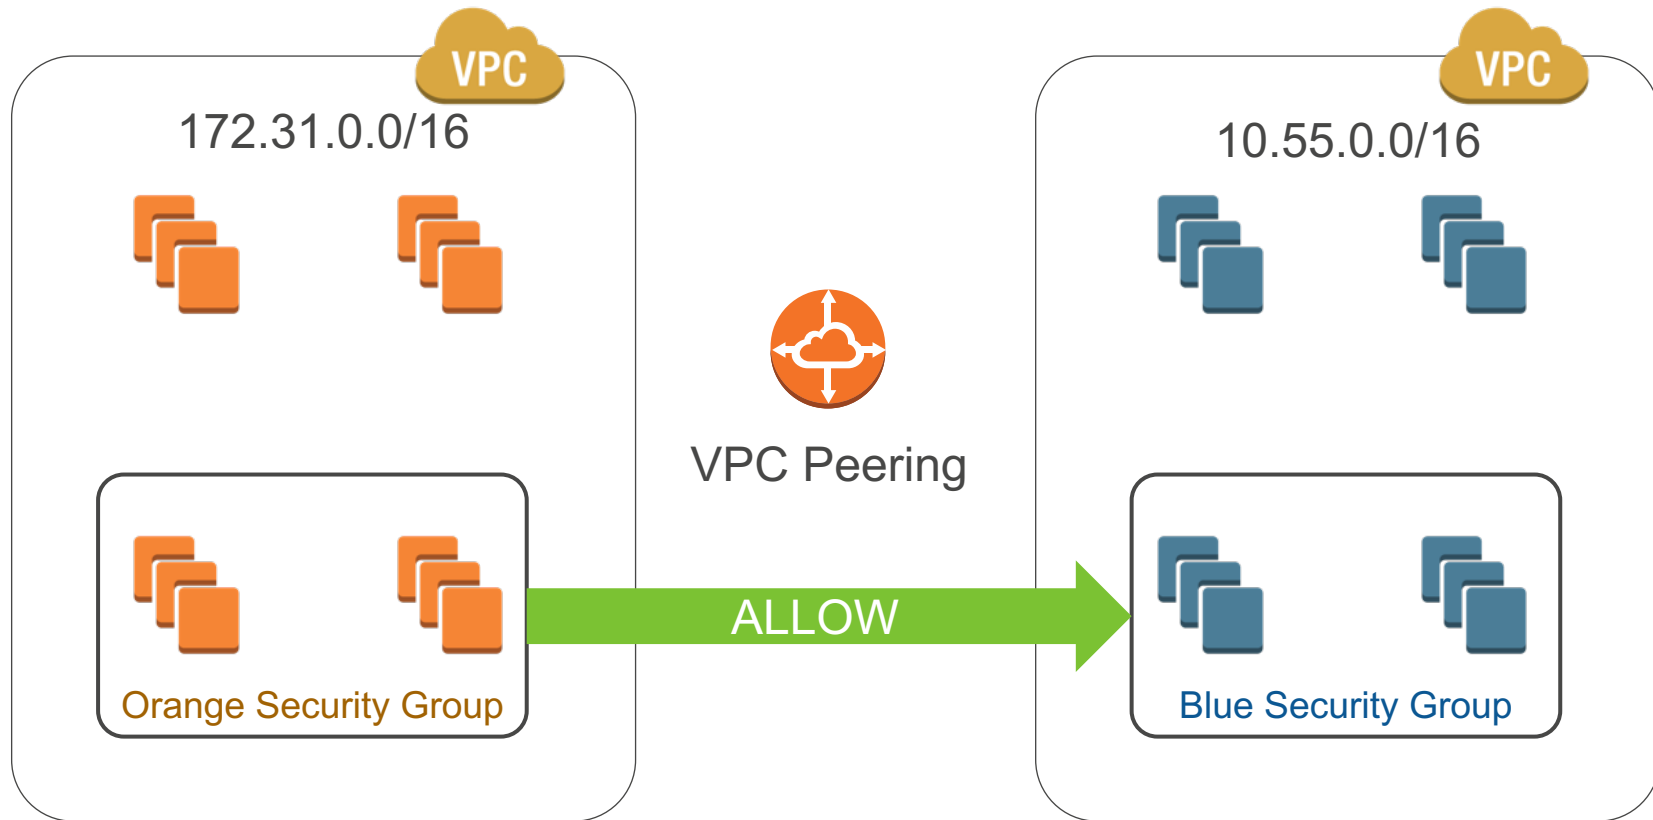 VPC
172.31.0.0/16
VPC
10.55.0.0/16
VPC Peering
ALLOW
Orange Security Group
Blue Security Group